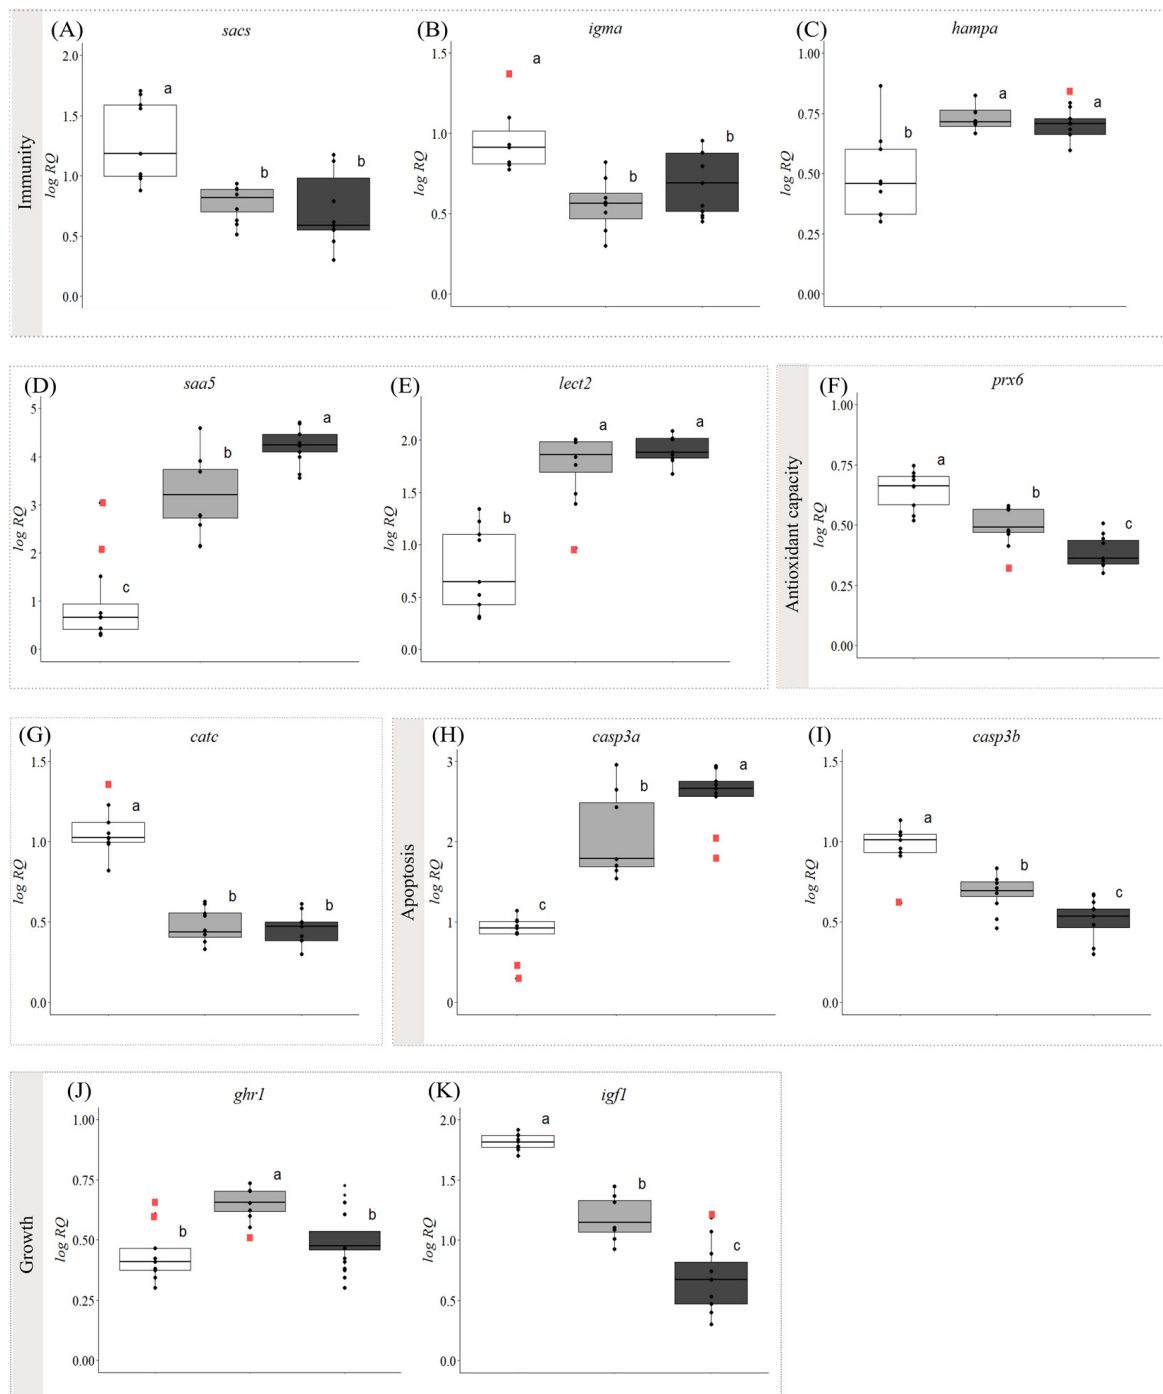 (A) sacs
(B) igma
(C) hampa
Immunity
log RQ
2.0
1.5
1.0
0.5
0.0
a
b
b
log RQ
1.5
1.0
0.5
0.0
a
b
b
log RQ
1.00
0.75
0.50
0.25
0.00
b
a
a
(D) saa5
(E) lect2
(F) prx6
log RQ
5
4
3
2
1
0
c
b
a
log RQ
2.0
1.5
1.0
0.5
0.0
b
a
a
Antioxidant capacity
log RQ
1.00
0.75
0.50
0.25
0.00
a
b
c
(G) catc
(H) casp3a
(I) casp3b
log RQ
1.5
1.0
0.5
0.0
a
b
b
Apoptosis
log RQ
3
2
1
0
c
b
a
log RQ
1.5
1.0
0.5
0.0
a
b
c
(J) ghr1
(K) igf1
Growth
log RQ
1.00
0.75
0.50
0.25
0.00
b
a
b
log RQ
2.0
1.5
1.0
0.5
0.0
a
b
c